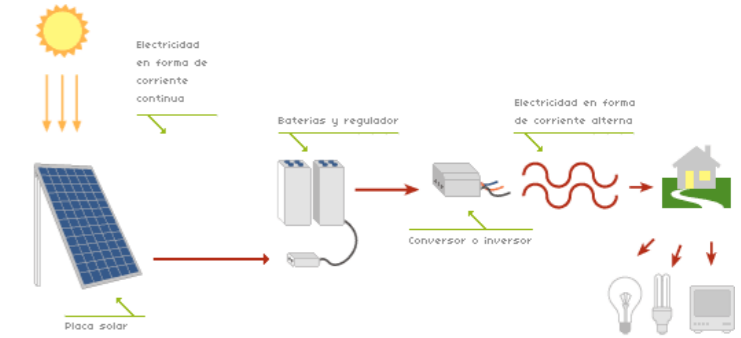 Electricidad
en forma de
corriente
continua
Baterias y regulador
Electricidad en forma
de corriente alterna
Conversor o inversor
Placa solar